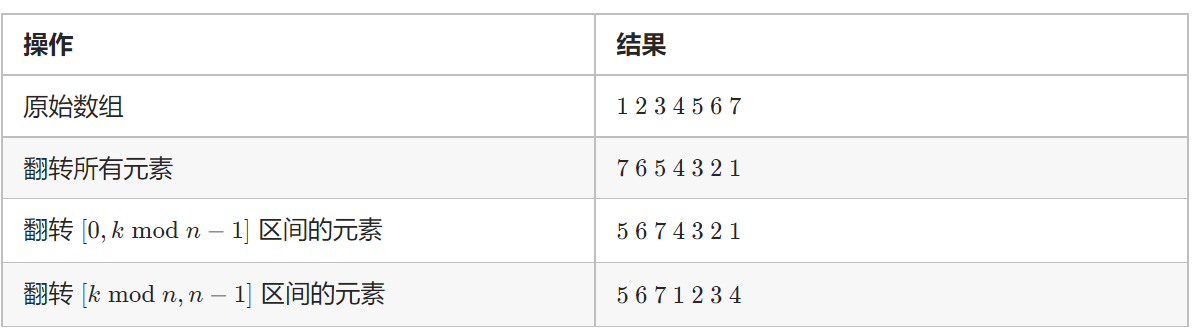 操作 结果
原始数组 1 2 3 4 5 6 7
翻转所有元素 7 6 5 4 3 2 1
翻转 [0, k mod n − 1] 区间的元素 5 6 7 4 3 2 1
翻转 [k mod n, n − 1] 区间的元素 5 6 7 1 2 3 4